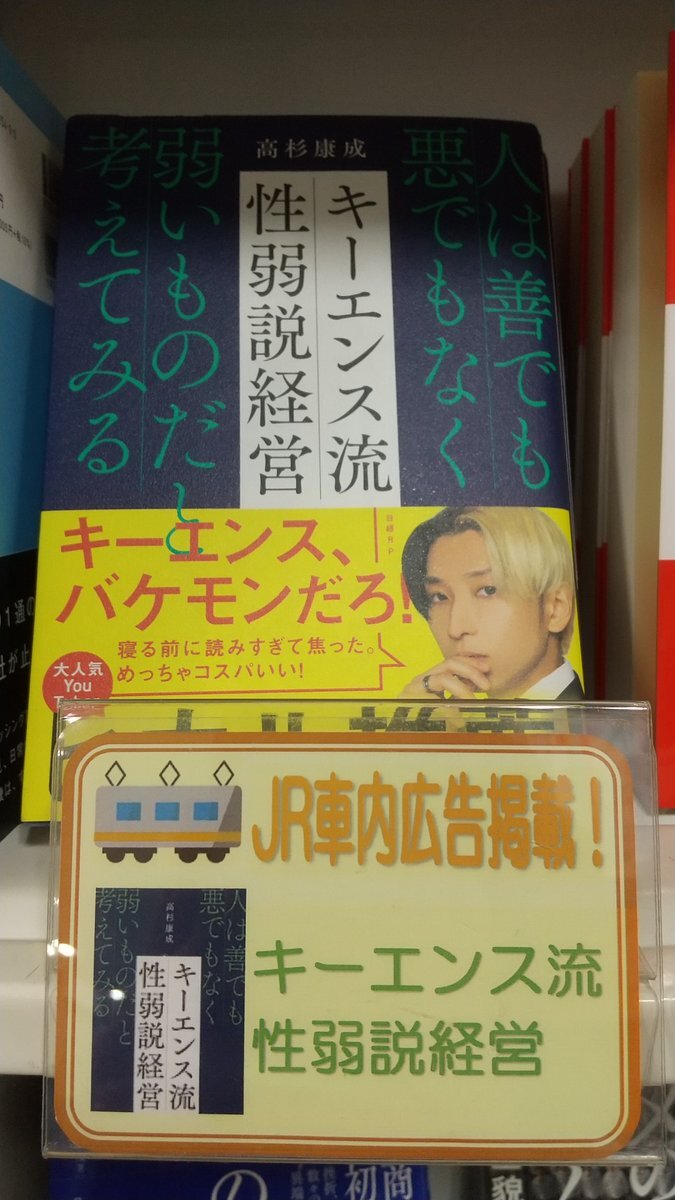 高杉康成
人は善でも
悪でもなく
弱いものだと
考えてみる
キーエンス流
性弱説経営
日経BP
キーエンス、
バケモンだろ!
寝る前に読みすぎて焦った。
めっちゃコスパいい!
大人気
You
JR車内広告掲載!
人は善でも
悪でもなく
弱いものだと
考えてみる
高杉康成
キーエンス流
性弱説経営
キーエンス流
性弱説経営